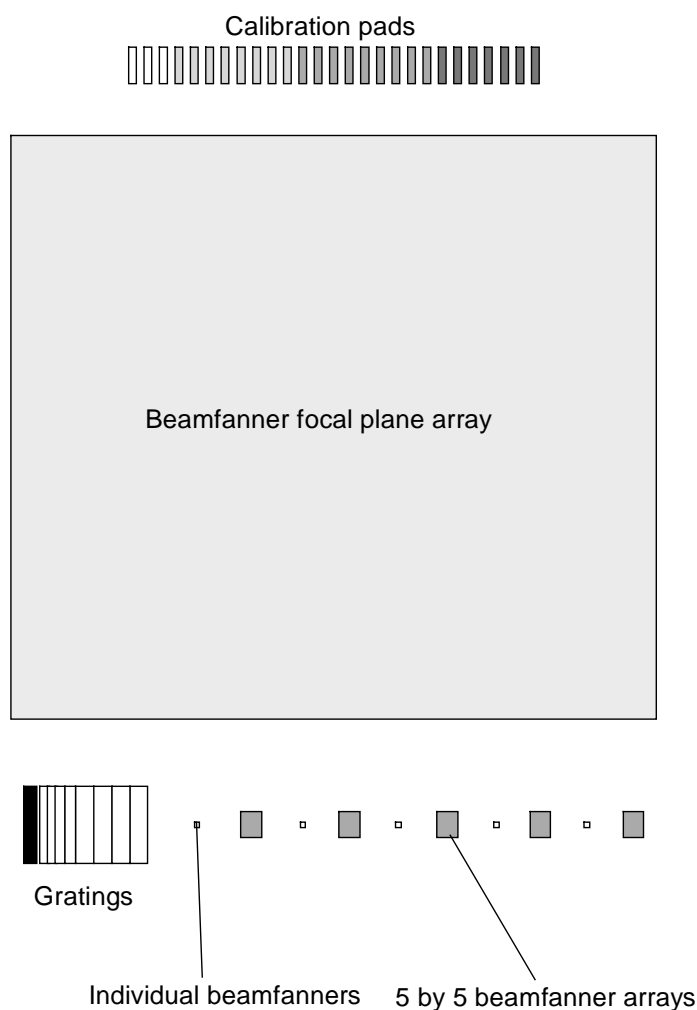 Calibration pads
Beamfanner focal plane array
Gratings
Individual beamfanners
5 by 5 beamfanner arrays